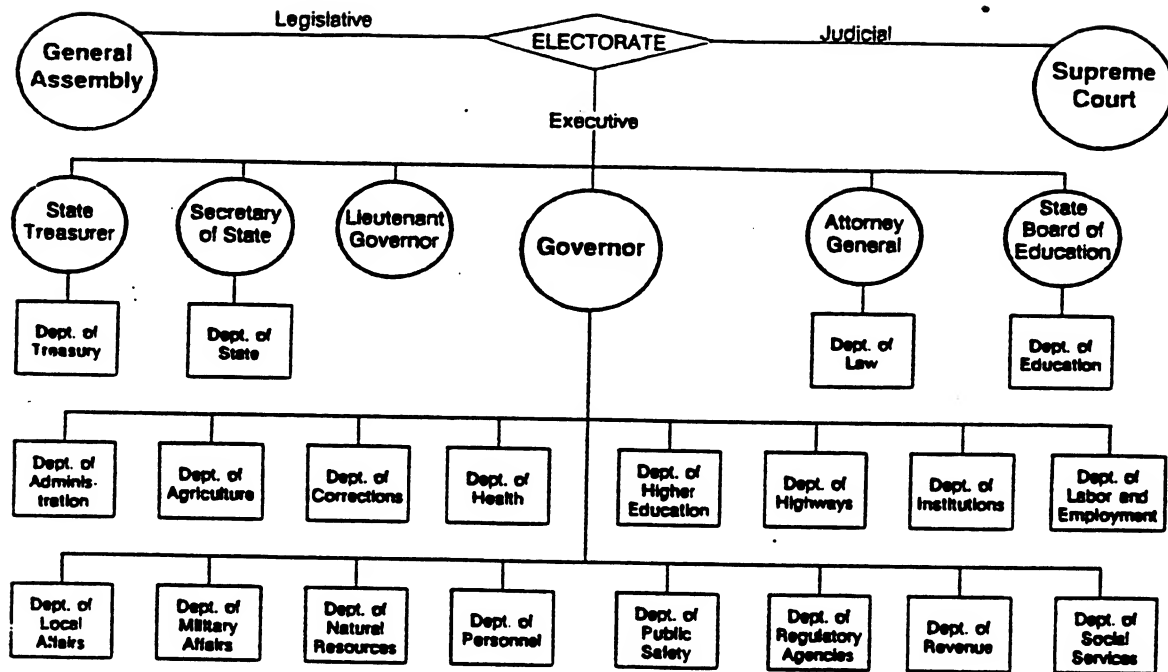 Legislative
ELECTORATE
Judicial
General
Assembly
Supreme
Court
Executive
State
Treasurer
Secretary
of State
Lieutenant
Governor
Governor
Attorney
General
State
Board of
Education
Dept. of
Treasury
Dept. of
State
Dept. of
Law
Dept. of
Education
Dept. of
Adminis-
tration
Dept. of
Agriculture
Dept. of
Corrections
Dept. of
Health
Dept. of
Higher
Education
Dept. of
Highways
Dept. of
Institutions
Dept. of
Labor and
Employment
Dept. of
Local
Affairs
Dept. of
Military
Affairs
Dept. of
Natural
Resources
Dept. of
Personnel
Dept. of
Public
Safety
Dept. of
Regulatory
Agencies
Dept. of
Revenue
Dept. of
Social
Services